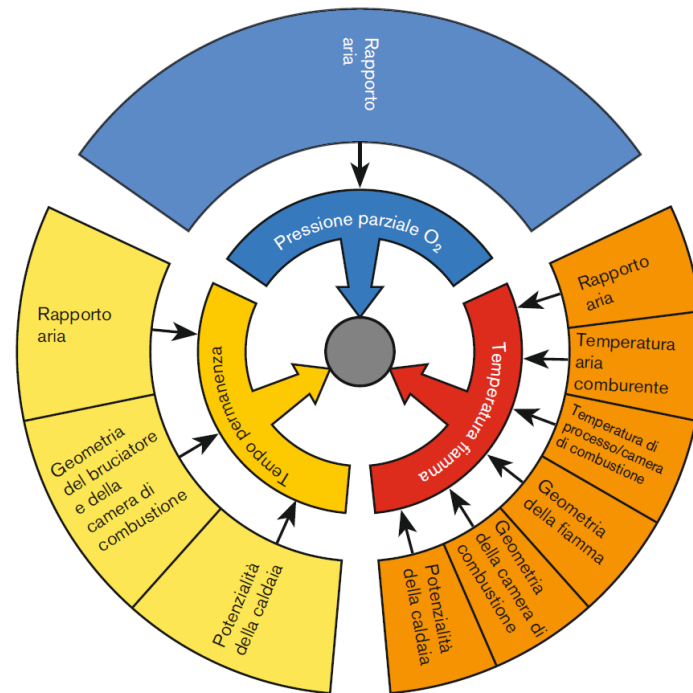 Rapporto
aria
Pressione parziale O₂
Rapporto
aria
Geometria
del bruciatore
e della
camera di
combustione
Potenzialità
della caldaia
Tempo permanenza
Temperatura fiamma
Rapporto
aria
Temperatura
aria
comburente
Temperatura di
processo/camera
di combustione
Geometria
della fiamma
Geometria
della camera di
combustione
Potenzialità
della caldaia